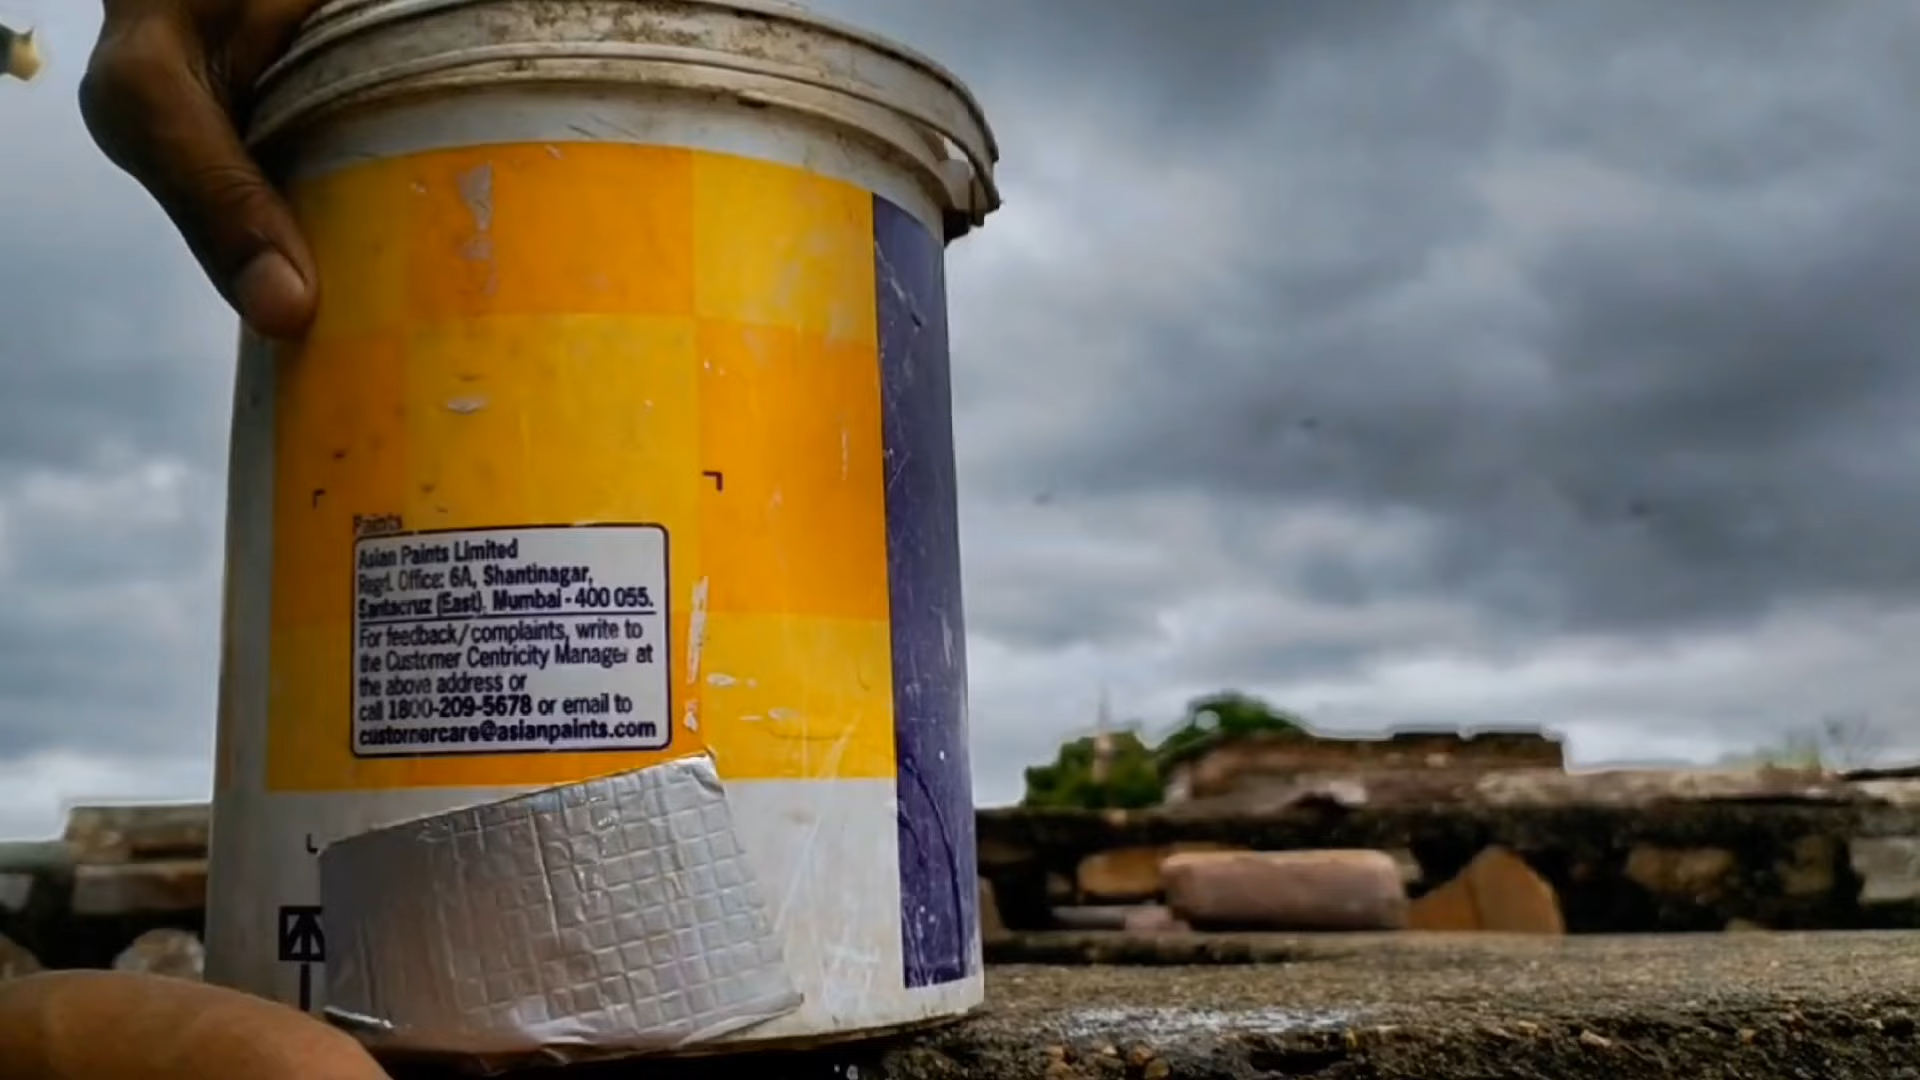 Paints
Asian Paints Limited
Regd. Office: 6A, Shantinagar,
Santacruz (East), Mumbai - 400 055.
For feedback/complaints, write to
the Customer Centricity Manager at
the above address or
call 1800-209-5678 or email to
customercare@asianpaints.com